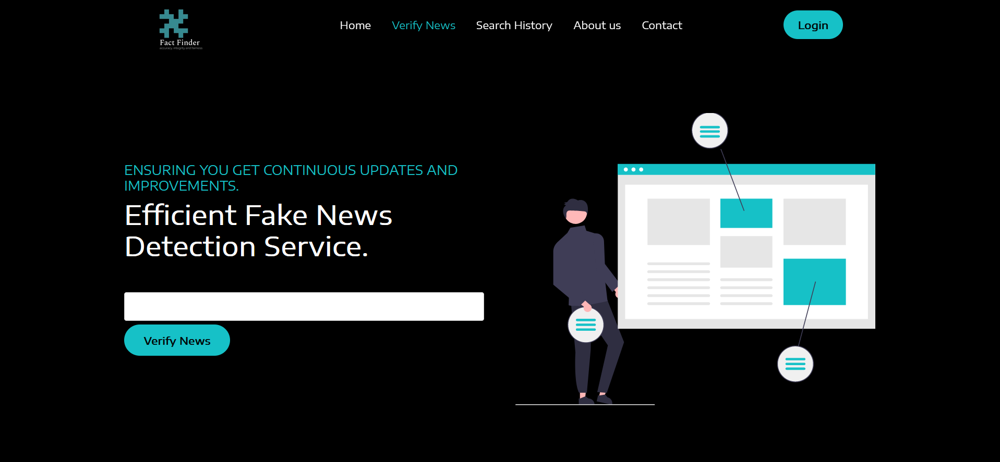 Home Verify News Search History About us Contact Login
Fact Finder
accuracy, integrity and fairness
ENSURING YOU GET CONTINUOUS UPDATES AND
IMPROVEMENTS.
Efficient Fake News
Detection Service.
Verify News